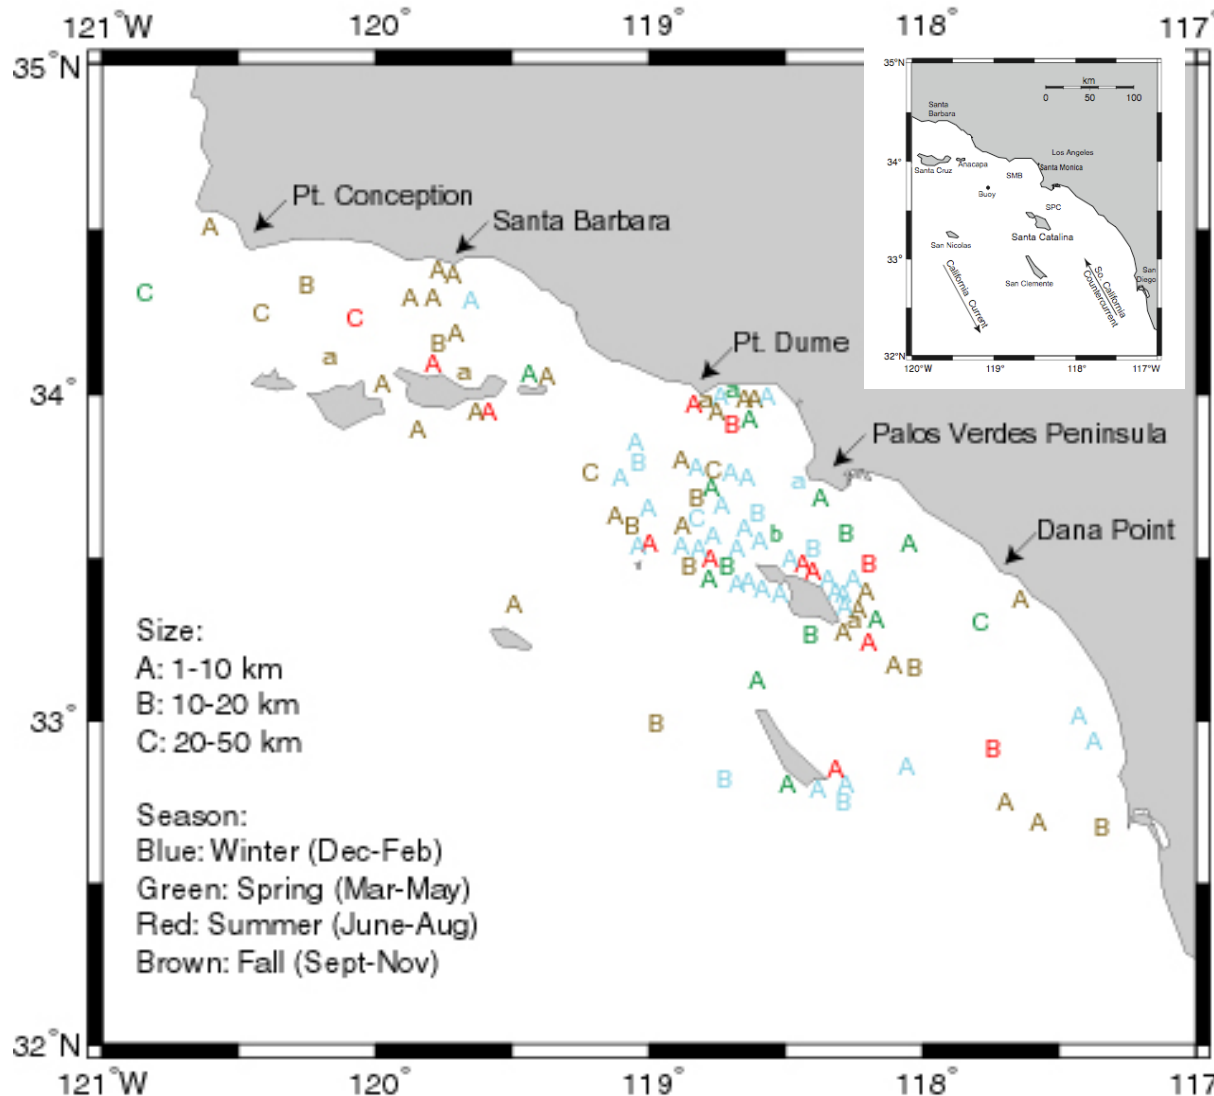 121°W 120° 119° 118° 117°
35°N
34°
33°
32°N
121°W 120° 119° 118° 117
Pt. Conception
Santa Barbara
Pt. Dume
Palos Verdes Peninsula
Dana Point
Size:
A: 1-10 km
B: 10-20 km
C: 20-50 km
Season:
Blue: Winter (Dec-Feb)
Green: Spring (Mar-May)
Red: Summer (June-Aug)
Brown: Fall (Sept-Nov)
35°N
34°
33°
32°N
120°W 119° 118° 117°W
km
0 50 100
Santa
Barbara
Los Angeles
Santa Monica
Anacapa
Santa Cruz
SMB
Buoy
SPC
Santa Catalina
San Nicolas
San Clemente
San
Diego
California Current
So. California
Countercurrent